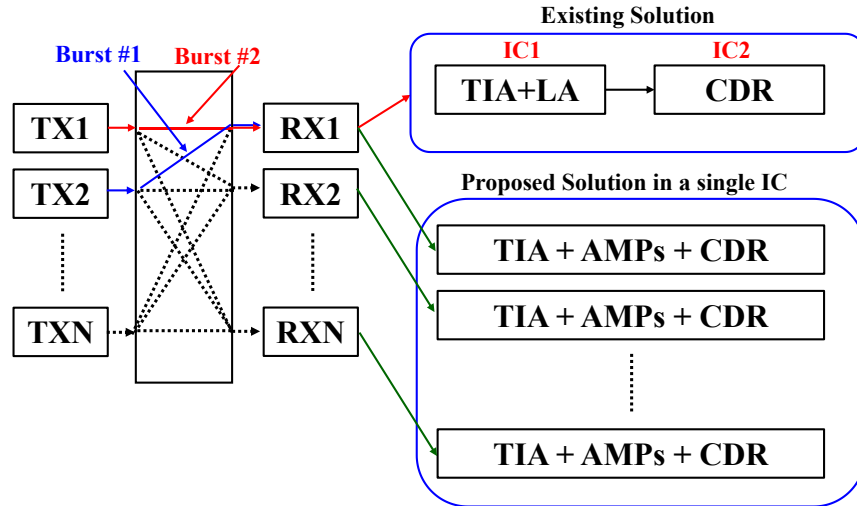 Existing Solution
Burst #1
Burst #2
IC1
IC2
TIA+LA
CDR
TX1
RX1
TX2
RX2
Proposed Solution in a single IC
TIA + AMPs + CDR
TIA + AMPs + CDR
TXN
RXN
TIA + AMPs + CDR